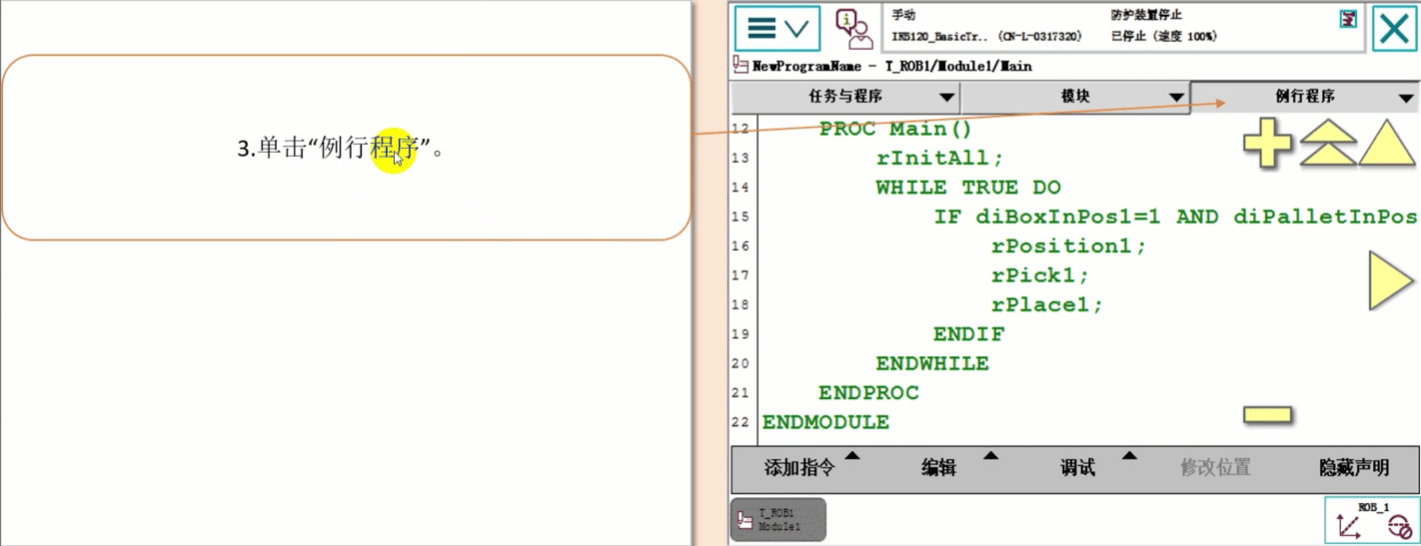 3.单击“例行程序”。
手动
防护装置停止
IRB120_BasicTr.. (CN-L-0317320)
已停止 (速度 100%)
NewProgramName - T_ROB1/Module1/Main
任务与程序
模块
例行程序
12 PROC Main()
13 rInitAll;
14 WHILE TRUE DO
15 IF diBoxInPos1=1 AND diPalletInPos
16 rPosition1;
17 rPick1;
18 rPlace1;
19 ENDIF
20 ENDWHILE
21 ENDPROC
22 ENDMODULE
添加指令
编辑
调试
修改位置
隐藏声明
T_ROB1
Module1
ROB_1